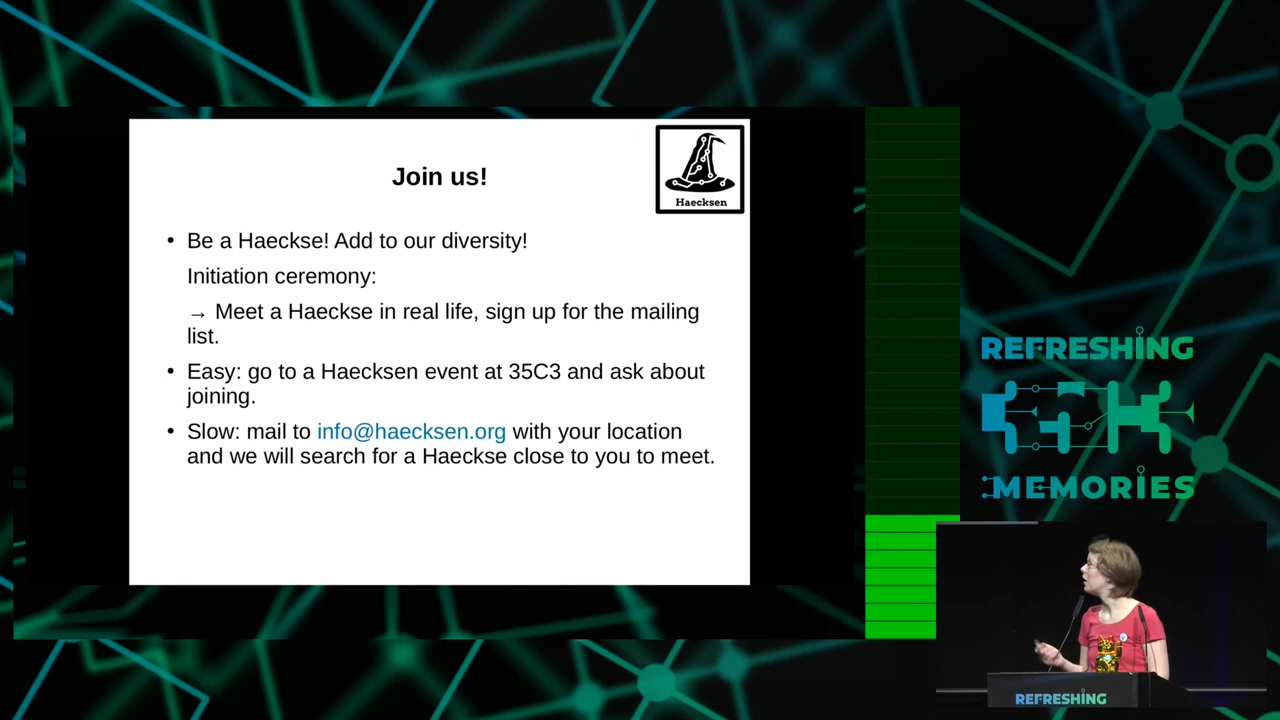 Join us!
Haecksen
• Be a Haeckse! Add to our diversity!
Initiation ceremony:
→ Meet a Haeckse in real life, sign up for the mailing
list.
• Easy: go to a Haecksen event at 35C3 and ask about
joining.
• Slow: mail to info@haecksen.org with your location
and we will search for a Haeckse close to you to meet.
REFRESHING
MEMORIES
REFRESHING